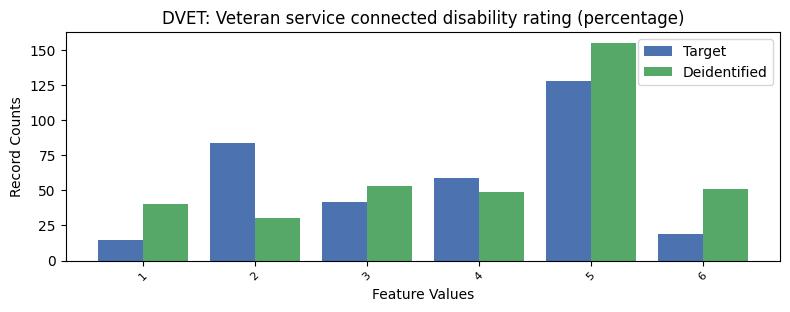 DVET: Veteran service connected disability rating (percentage)
Target
Deidentified
150
125
100
75
50
25
0
Record Counts
1 2 3 4 5 6
Feature Values